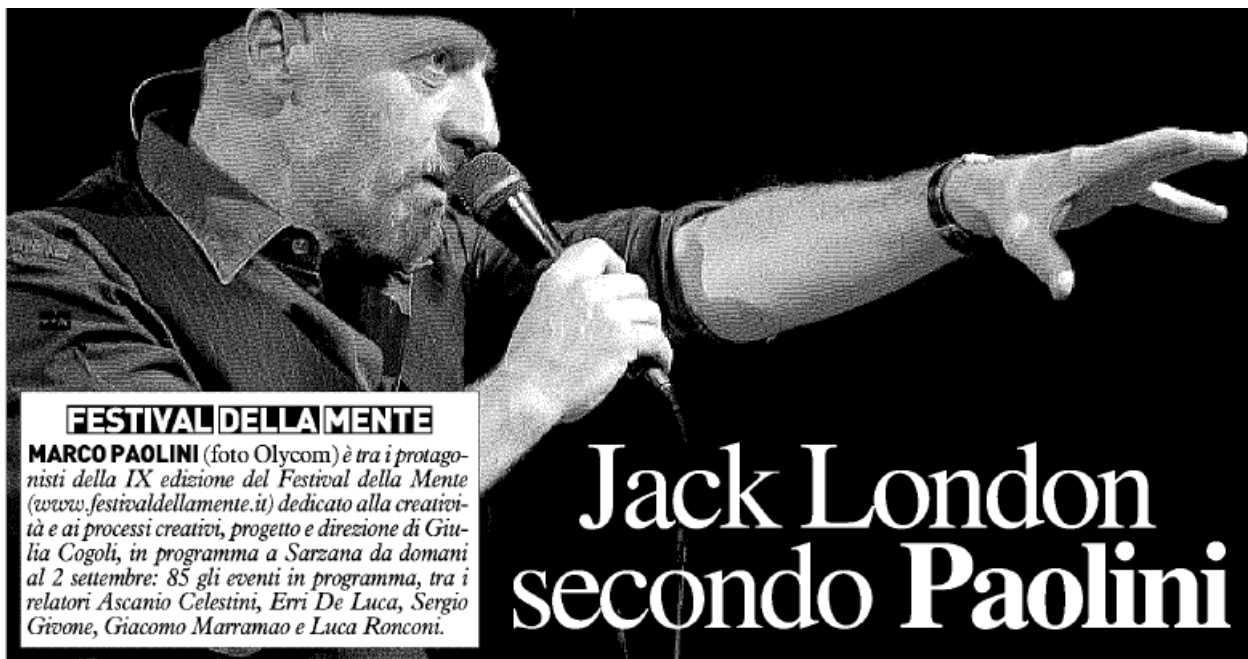 FESTIVAL DELLA MENTE
MARCO PAOLINI (foto Olycom) è tra i protago-
nisti della IX edizione del Festival della Mente
(www.festivaldellamente.it) dedicato alla creativi-
tà e ai processi creativi, progetto e direzione di Giu-
lia Cogoli, in programma a Sarzana da domani
al 2 settembre: 85 gli eventi in programma, tra i
relatori Ascanio Celestini, Erri De Luca, Sergio
Givone, Giacomo Marramao e Luca Ronconi.
Jack London
secondo Paolini